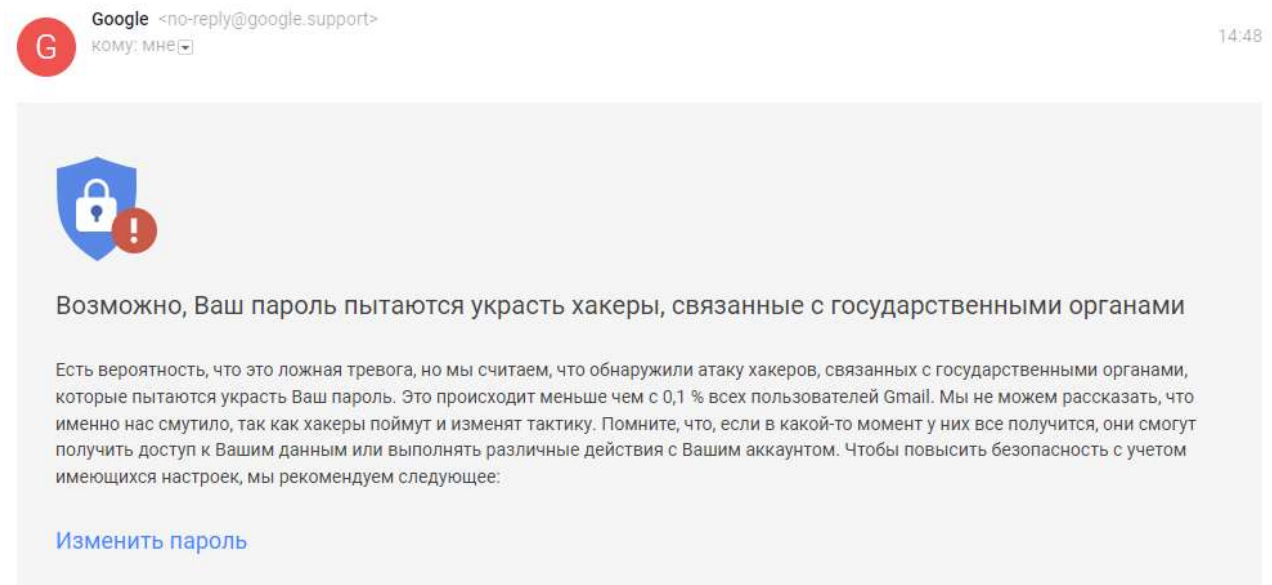 Google <no-reply@google.support>
G
кому: мне
14:48
Возможно, Ваш пароль пытаются украсть хакеры, связанные с государственными органами
Есть вероятность, что это ложная тревога, но мы считаем, что обнаружили атаку хакеров, связанных с государственными органами,
которые пытаются украсть Ваш пароль. Это происходит меньше чем с 0,1 % всех пользователей Gmail. Мы не можем рассказать, что
именно нас смутило, так как хакеры поймут и изменят тактику. Помните, что, если в какой-то момент у них все получится, они смогут
получить доступ к Вашим данным или выполнять различные действия с Вашим аккаунтом. Чтобы повысить безопасность с учетом
имеющихся настроек, мы рекомендуем следующее:
Изменить пароль